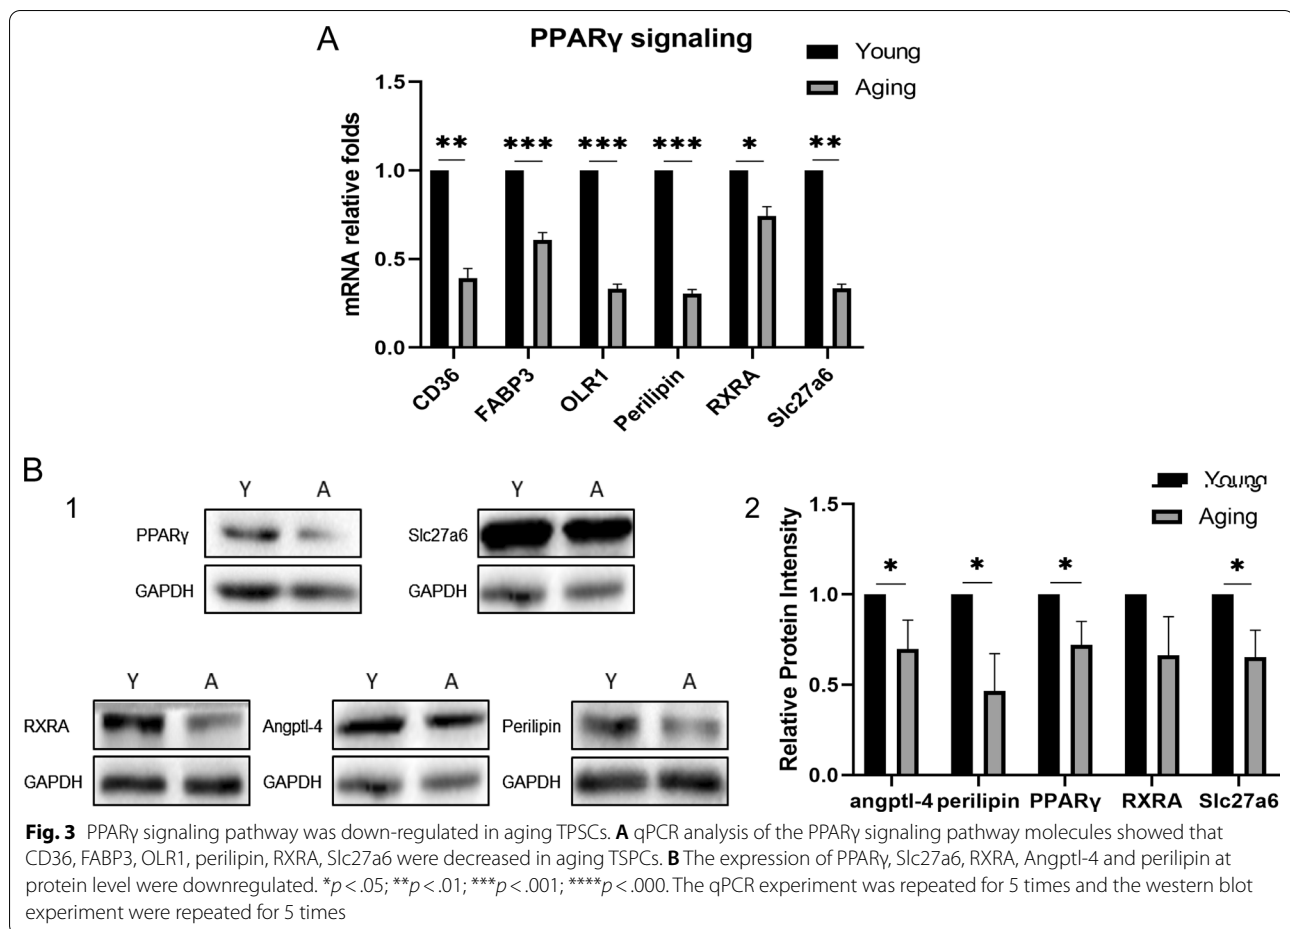 A
PPARγ signaling
Young
Aging
mRNA relative folds
1.5
1.0
0.5
0.0
** *** *** *** * **
CD36 FABP3 OLR1 Perilipin RXRA Slc27a6
B
1
Y A
PPARγ
GAPDH
Y A
Slc27a6
GAPDH
Y A
RXRA
GAPDH
Y A
Angptl-4
GAPDH
Y A
Perilipin
GAPDH
2
Young
Aging
Relative Protein Intensity
1.5
1.0
0.5
0.0
* * * *
angptl-4 perilipin PPARγ RXRA Slc27a6
Fig. 3 PPARγ signaling pathway was down-regulated in aging TPSCs. A qPCR analysis of the PPARγ signaling pathway molecules showed that
CD36, FABP3, OLR1, perilipin, RXRA, Slc27a6 were decreased in aging TSPCs. B The expression of PPARγ, Slc27a6, RXRA, Angptl-4 and perilipin at
protein level were downregulated. *p < .05; **p < .01; ***p < .001; ****p < .000. The qPCR experiment was repeated for 5 times and the western blot
experiment were repeated for 5 times